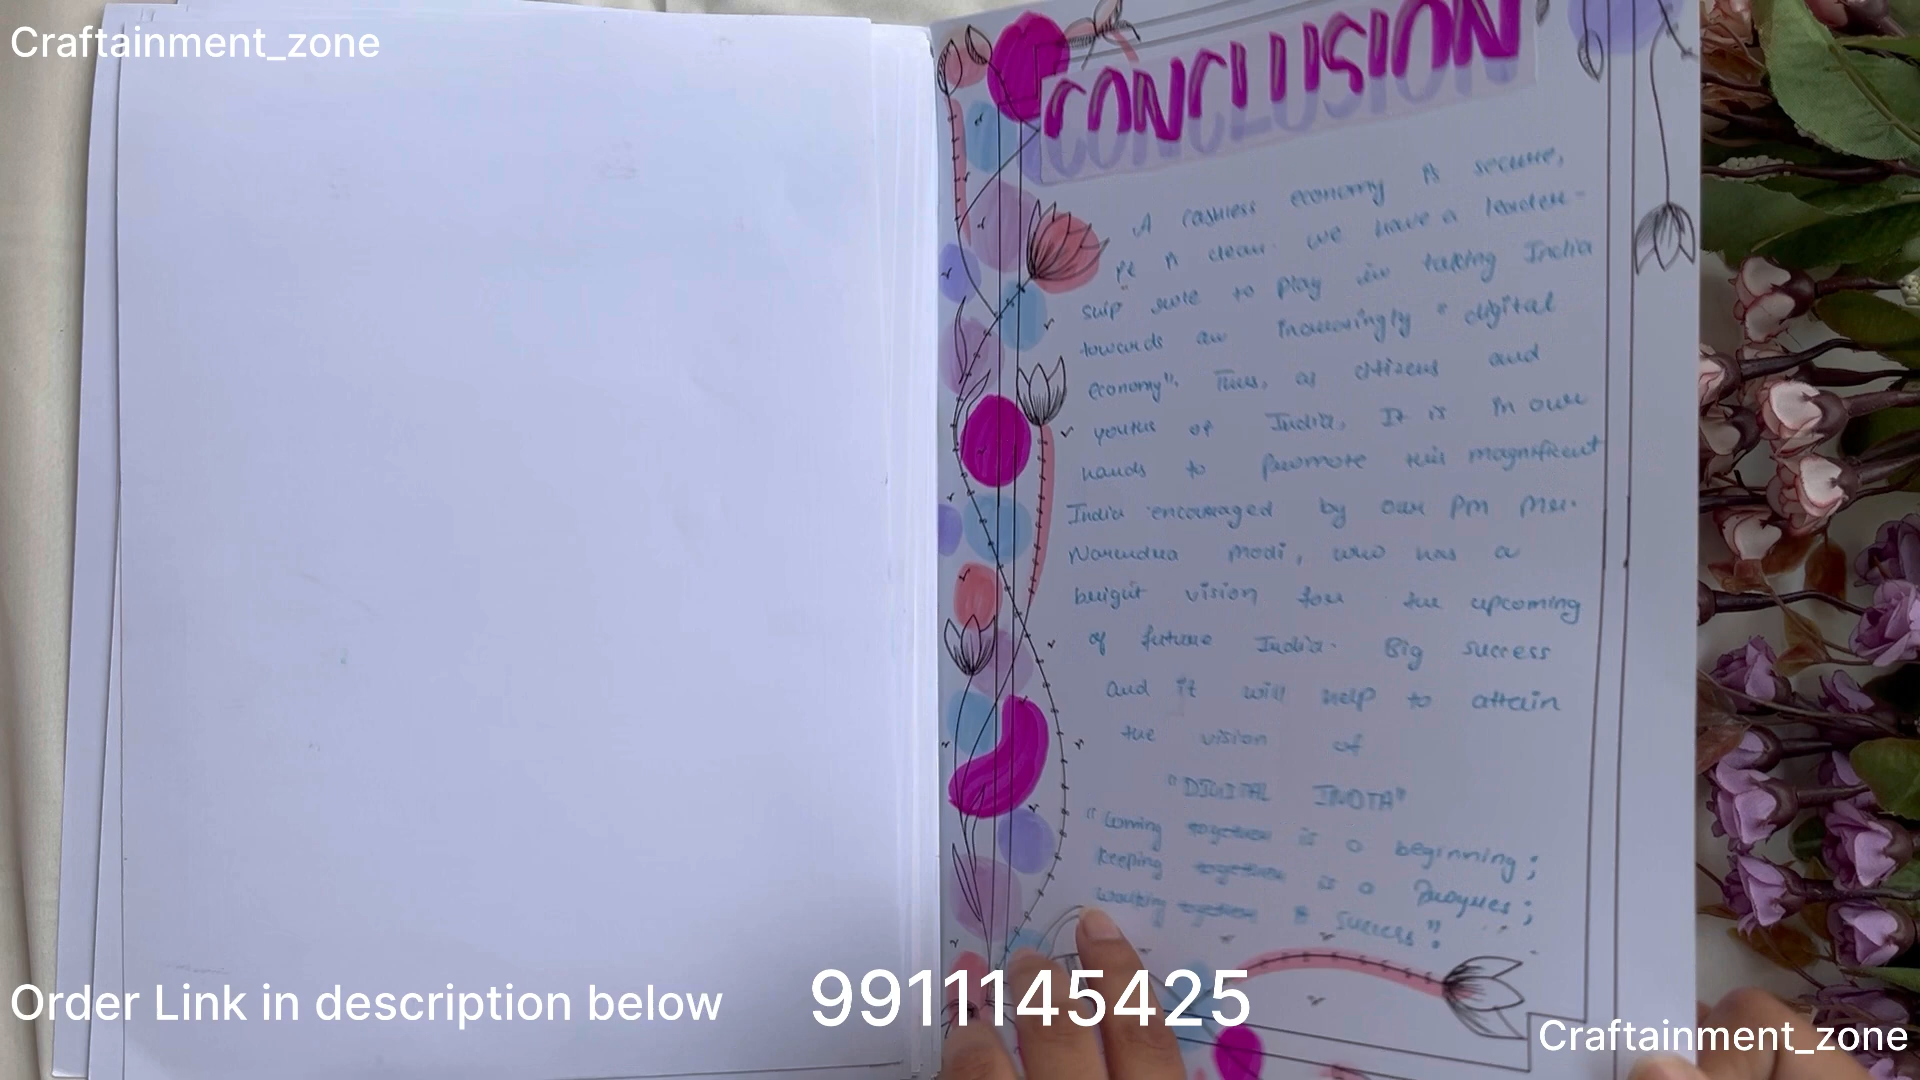 Craftainment_zone
CONCLUSION
A cashless economy is secure,
it is clean. we have a leader-
ship role to play in taking India
towards an increasingly "digital
economy". Thus, as citizens and
youths of India, It is in our
hands to promote this magnificent
India encouraged by our Pm Mr.
Narendra Modi, who has a
bright vision for the upcoming
of future India. Big success
and it will help to attain
the vision of
"DIGITAL INDIA"
"Coming together is a beginning;
keeping together is a progress;
working together is success".
Order Link in description below
9911145425
Craftainment_zone